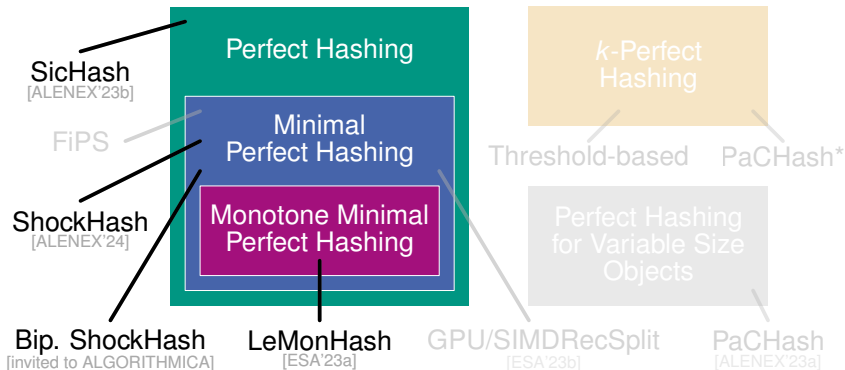 Perfect Hashing
SicHash
[ALENEX'23b]
FiPS
Minimal
Perfect Hashing
ShockHash
[ALENEX'24]
Monotone Minimal
Perfect Hashing
Bip. ShockHash
[invited to ALGORITHMICA]
LeMonHash
[ESA'23a]
GPU/SIMDRecSplit
[ESA'23b]
k-Perfect
Hashing
Threshold-based
PaCHash*
Perfect Hashing
for Variable Size
Objects
PaCHash
[ALENEX'23a]